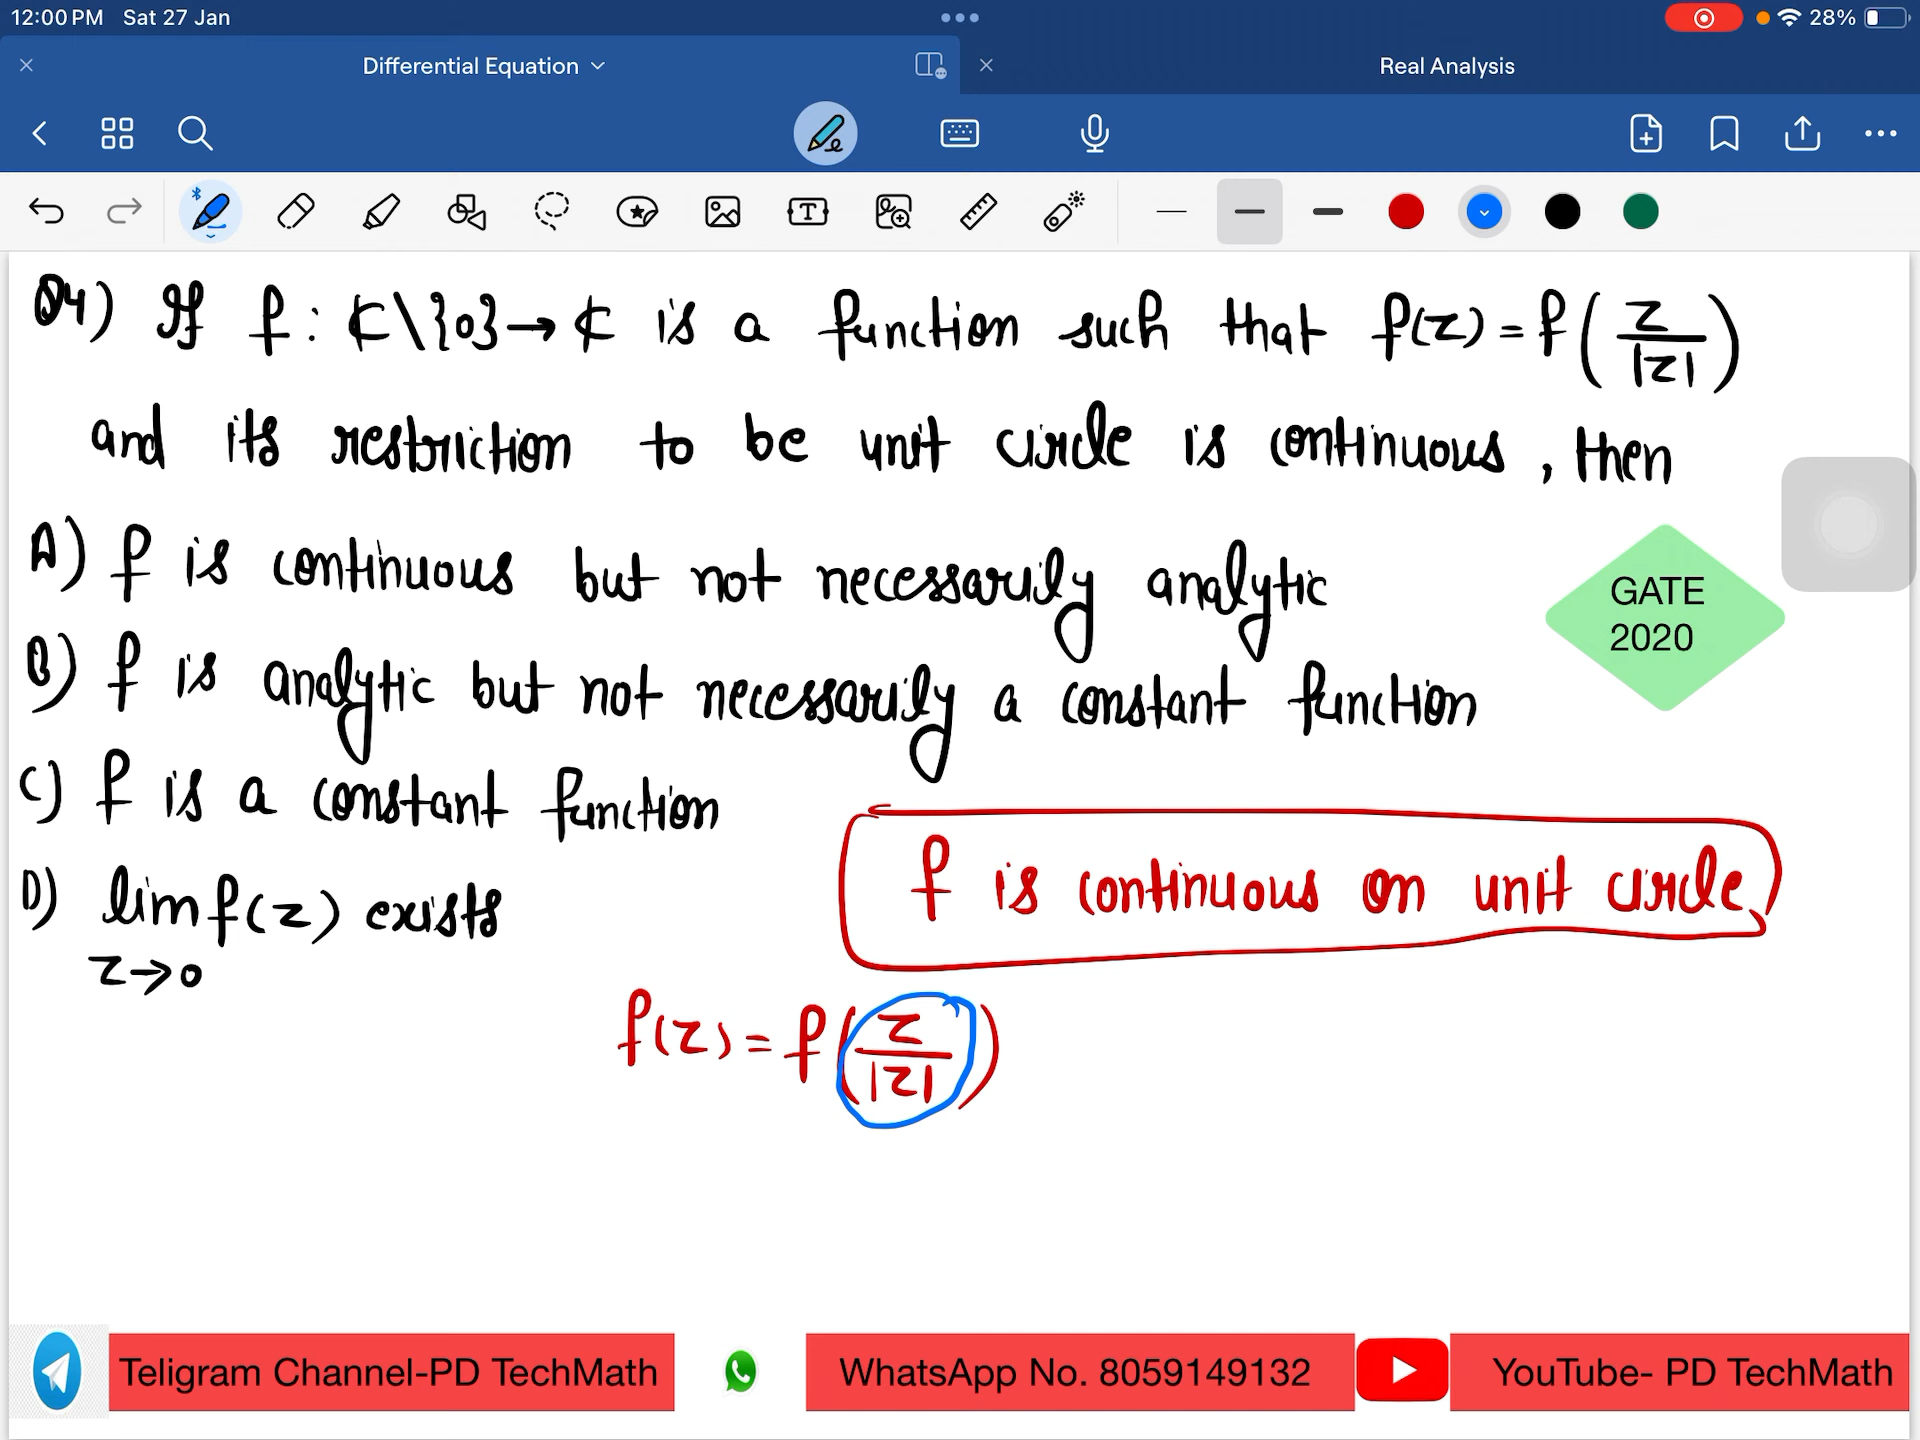 12:00 PM Sat 27 Jan
28%
Differential Equation
Real Analysis
Q4) If f : ℂ\{0}→ ℂ is a function such that f(z) = f(z/|z|)
and its restriction to be unit circle is continuous, then
A) f is continuous but not necessarily analytic
GATE
2020
B) f is analytic but not necessarily a constant function
C) f is a constant function
f is continuous on unit circle
D) lim f(z) exists
z→0
f(z) = f(z/|z|)
Teligram Channel-PD TechMath
WhatsApp No. 8059149132
YouTube- PD TechMath